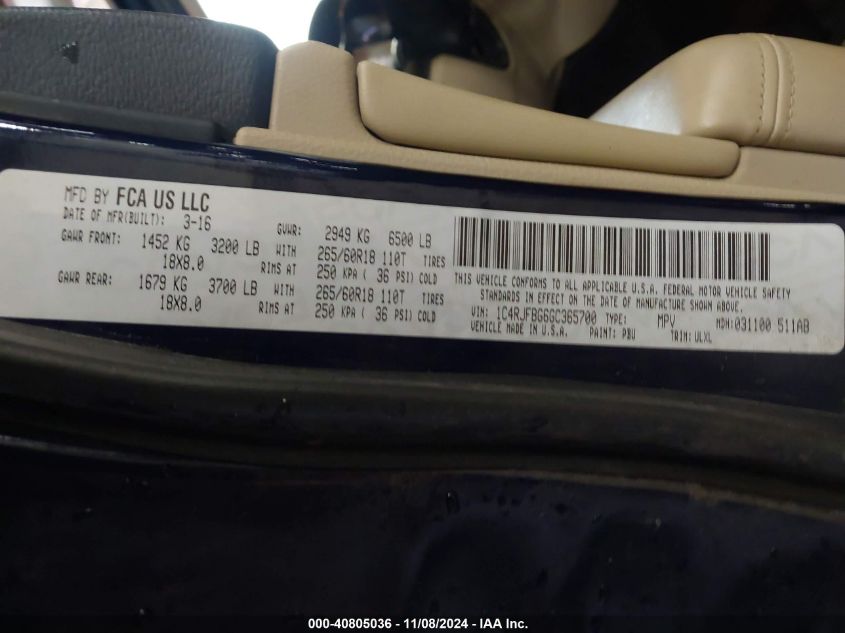 MFD BY FCA US LLC
DATE OF MFR(BUILT): 3-16 GVWR: 2949 KG 6500 LB
GAWR FRONT: 1452 KG 3200 LB WITH 265/60R18 110T TIRES
18X8.0 RIMS AT 250 KPA ( 36 PSI) COLD
GAWR REAR: 1679 KG 3700 LB WITH 265/60R18 110T TIRES
18X8.0 RIMS AT 250 KPA ( 36 PSI) COLD
THIS VEHICLE CONFORMS TO ALL APPLICABLE U.S.A. FEDERAL MOTOR VEHICLE SAFETY
STANDARDS IN EFFECT ON THE DATE OF MANUFACTURE SHOWN ABOVE.
VIN: 1C4RJFBG6GC365700 TYPE: MPV MDH: 031100 511AB
VEHICLE MADE IN U.S.A. PAINT: PBU TRIM: ULXL
000-40805036 - 11/08/2024 - IAA Inc.